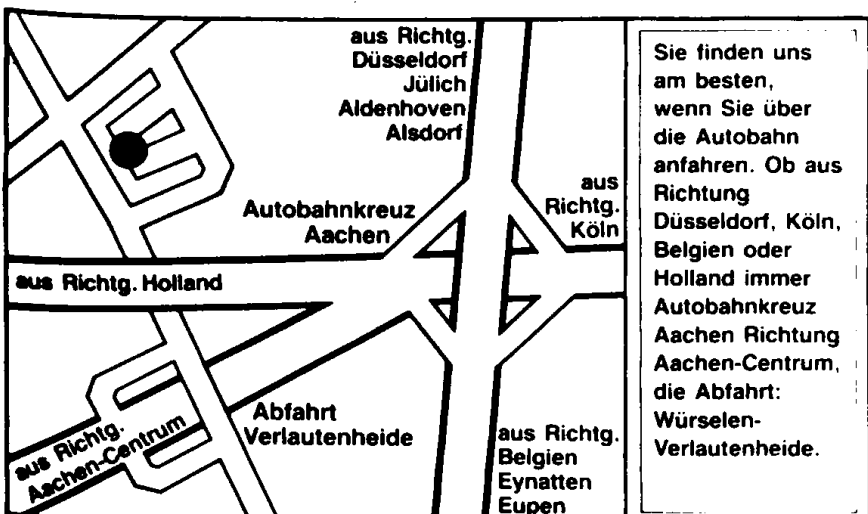 aus Richtg.
Düsseldorf
Jülich
Aldenhoven
Alsdorf
Autobahnkreuz
Aachen
aus
Richtg.
Köln
aus Richtg. Holland
Abfahrt
Verlautenheide
aus Richtg.
Aachen-Centrum
aus Richtg.
Belgien
Eynatten
Eupen
Sie finden uns
am besten,
wenn Sie über
die Autobahn
anfahren. Ob aus
Richtung
Düsseldorf, Köln,
Belgien oder
Holland immer
Autobahnkreuz
Aachen Richtung
Aachen-Centrum,
die Abfahrt:
Würselen-
Verlautenheide.